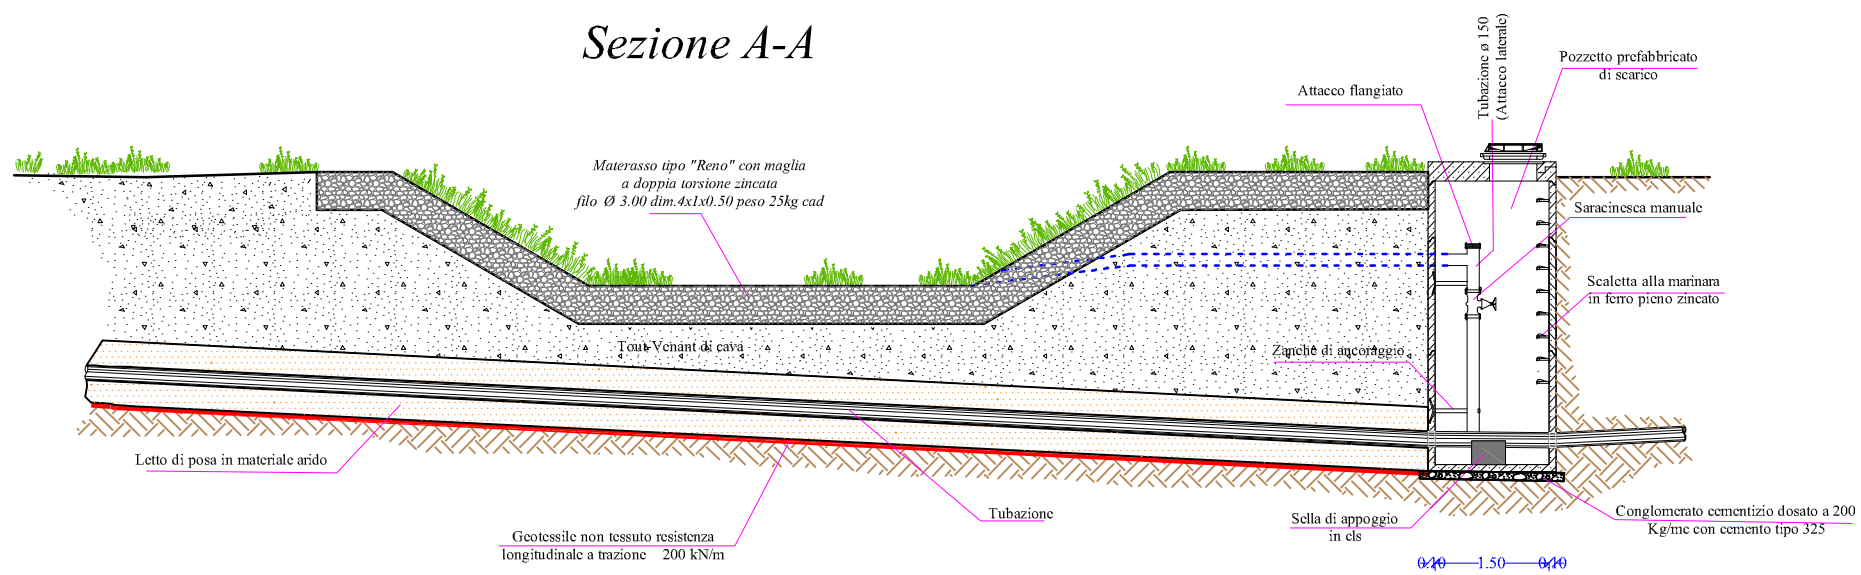 Sezione A-A
Tubazione ø 150
(Attacco laterale)
Pozzetto prefabbricato
di scarico
Attacco flangiato
Materasso tipo "Reno" con maglia
a doppia torsione zincata
filo Ø 3.00 dim.4x1x0.50 peso 25kg cad
Saracinesca manuale
Scaletta alla marinara
in ferro pieno zincato
Tout-Venant di cava
Zanche di ancoraggio
Letto di posa in materiale arido
Tubazione
Geotessile non tessuto resistenza
longitudinale a trazione 200 kN/m
Sella di appoggio
in cls
Conglomerato cementizio dosato a 200
Kg/mc con cemento tipo 325
0.10 1.50 0.10